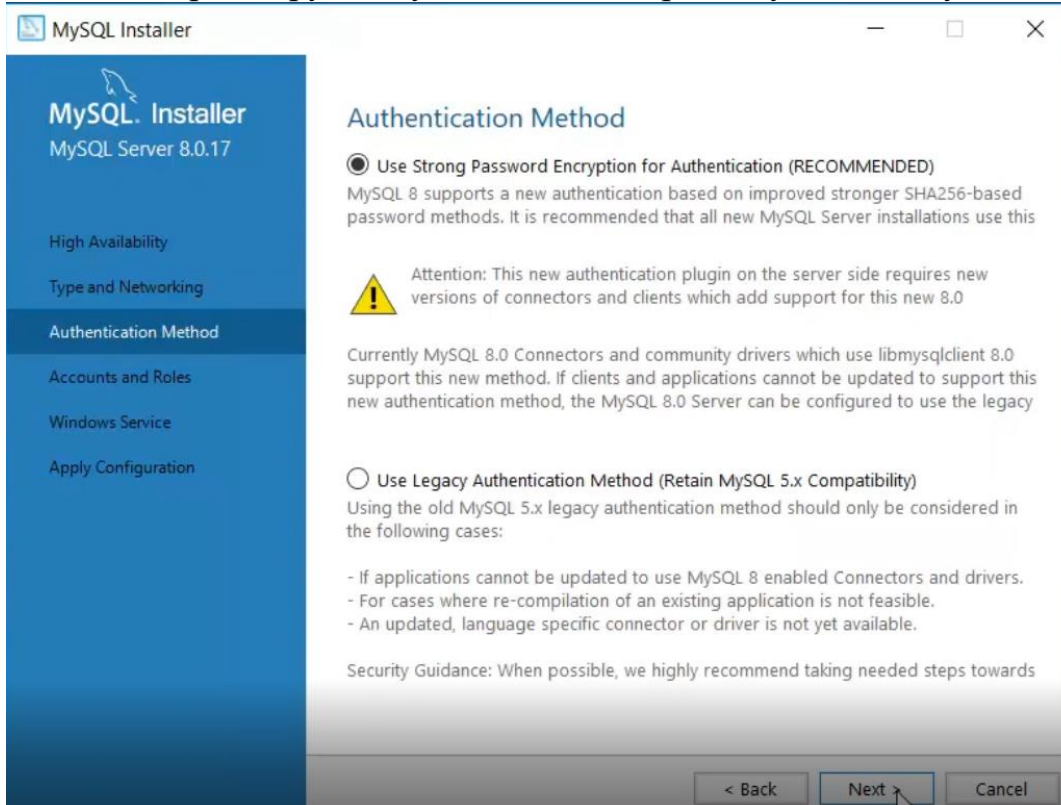 MySQL Installer
MySQL. Installer
MySQL Server 8.0.17
High Availability
Type and Networking
Authentication Method
Accounts and Roles
Windows Service
Apply Configuration
Authentication Method
Use Strong Password Encryption for Authentication (RECOMMENDED)
MySQL 8 supports a new authentication based on improved stronger SHA256-based
password methods. It is recommended that all new MySQL Server installations use this
Attention: This new authentication plugin on the server side requires new
versions of connectors and clients which add support for this new 8.0
Currently MySQL 8.0 Connectors and community drivers which use libmysqlclient 8.0
support this new method. If clients and applications cannot be updated to support this
new authentication method, the MySQL 8.0 Server can be configured to use the legacy
Use Legacy Authentication Method (Retain MySQL 5.x Compatibility)
Using the old MySQL 5.x legacy authentication method should only be considered in
the following cases:
- If applications cannot be updated to use MySQL 8 enabled Connectors and drivers.
- For cases where re-compilation of an existing application is not feasible.
- An updated, language specific connector or driver is not yet available.
Security Guidance: When possible, we highly recommend taking needed steps towards
< Back
Next >
Cancel